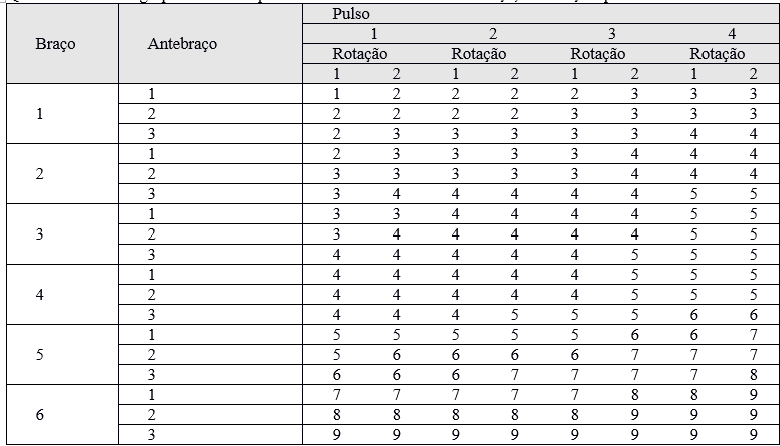 Pulso
Braço Antebraço 1 2 3 4
Rotação Rotação Rotação Rotação
1 2 1 2 1 2 1 2
1 1 1 2 2 2 2 3 3 3
2 2 2 2 2 3 3 3 3
3 2 3 3 3 3 3 4 4
2 1 2 3 3 3 3 4 4 4
2 3 3 3 3 3 4 4 4
3 3 4 4 4 4 4 5 5
3 1 3 3 4 4 4 4 5 5
2 3 4 4 4 4 4 5 5
3 4 4 4 4 4 5 5 5
4 1 4 4 4 4 4 5 5 5
2 4 4 4 4 4 5 5 5
3 4 4 4 5 5 5 6 6
5 1 5 5 5 5 5 6 6 7
2 5 6 6 6 6 7 7 7
3 6 6 6 7 7 7 7 8
6 1 7 7 7 7 7 8 8 9
2 8 8 8 8 8 9 9 9
3 9 9 9 9 9 9 9 9